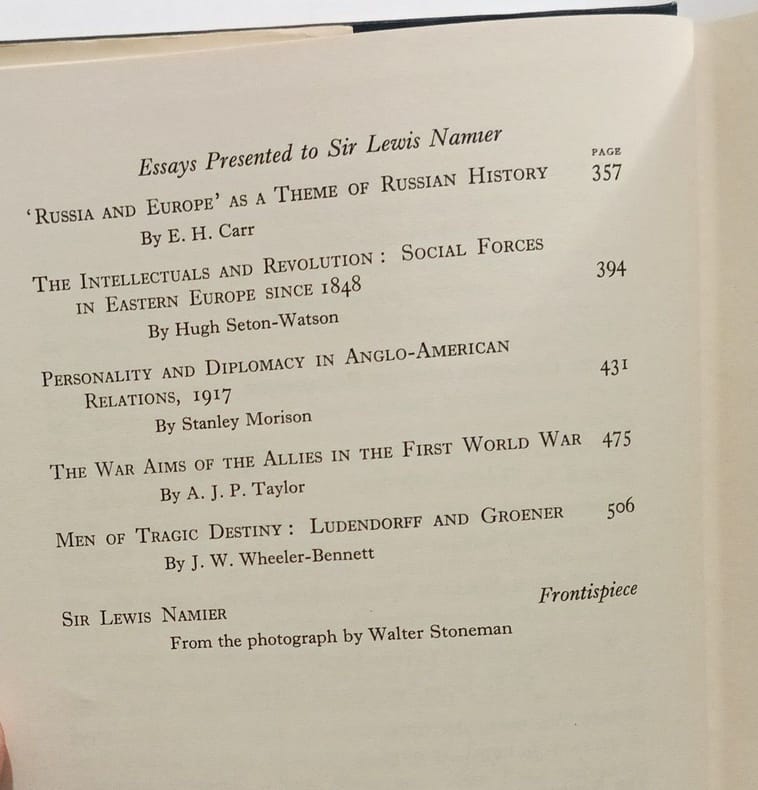 Essays Presented to Sir Lewis Namier
PAGE
‘Russia and Europe’ as a Theme of Russian History 357
By E. H. Carr
The Intellectuals and Revolution : Social Forces
in Eastern Europe since 1848 394
By Hugh Seton-Watson
Personality and Diplomacy in Anglo-American
Relations, 1917 431
By Stanley Morison
The War Aims of the Allies in the First World War 475
By A. J. P. Taylor
Men of Tragic Destiny : Ludendorff and Groener 506
By J. W. Wheeler-Bennett
Sir Lewis Namier Frontispiece
From the photograph by Walter Stoneman